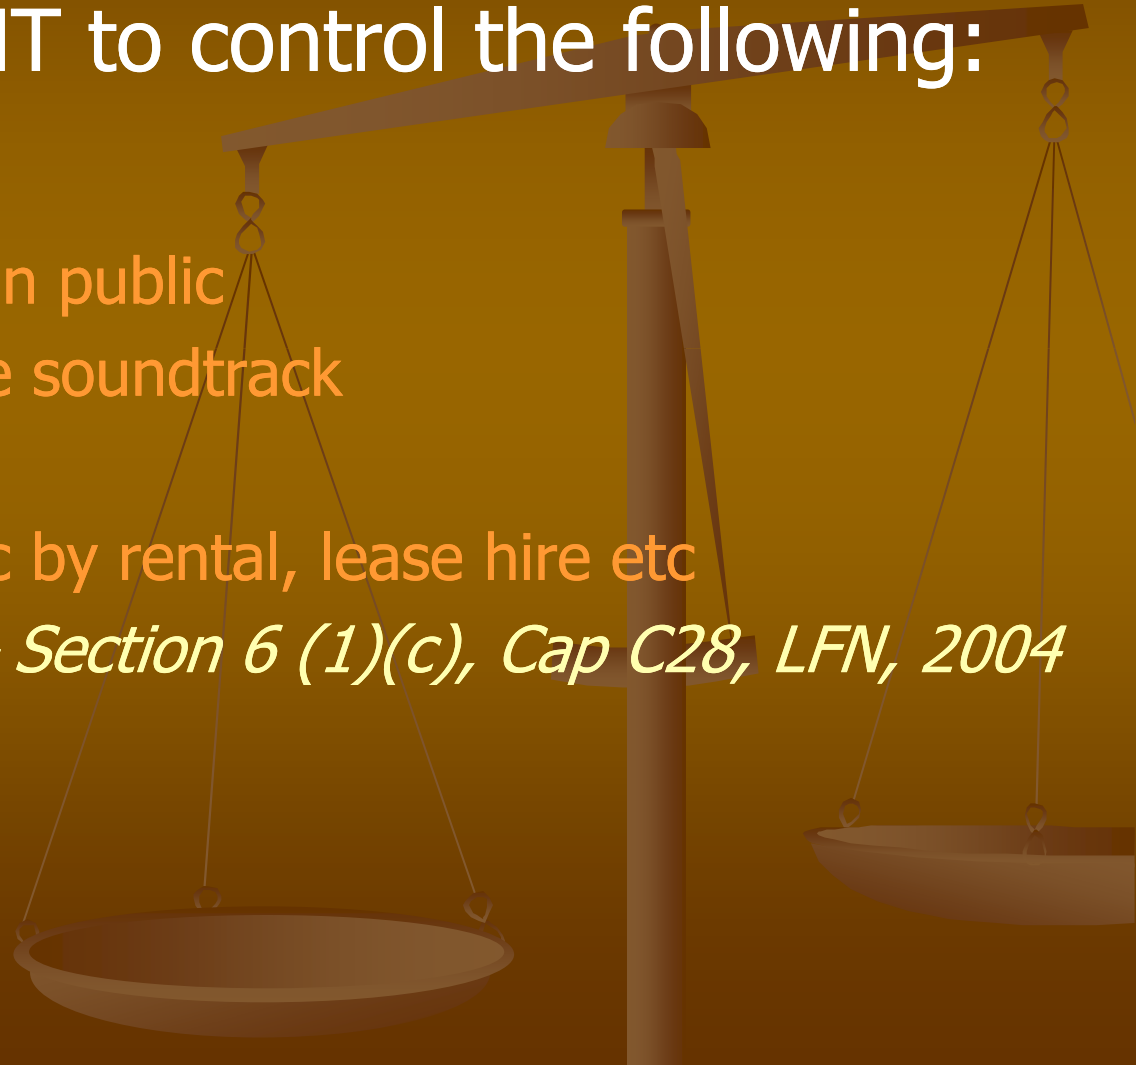 IT to control the following:
n public
e soundtrack
c by rental, lease hire etc
Section 6 (1)(c), Cap C28, LFN, 2004